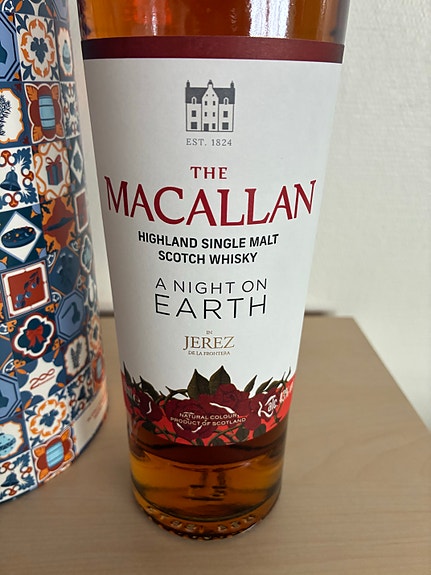 EST. 1824
THE
MACALLAN
HIGHLAND SINGLE MALT
SCOTCH WHISKY
A NIGHT ON
EARTH
IN
JEREZ
DE LA FRONTERA
NATURAL COLOUR
PRODUCT OF SCOTLAND